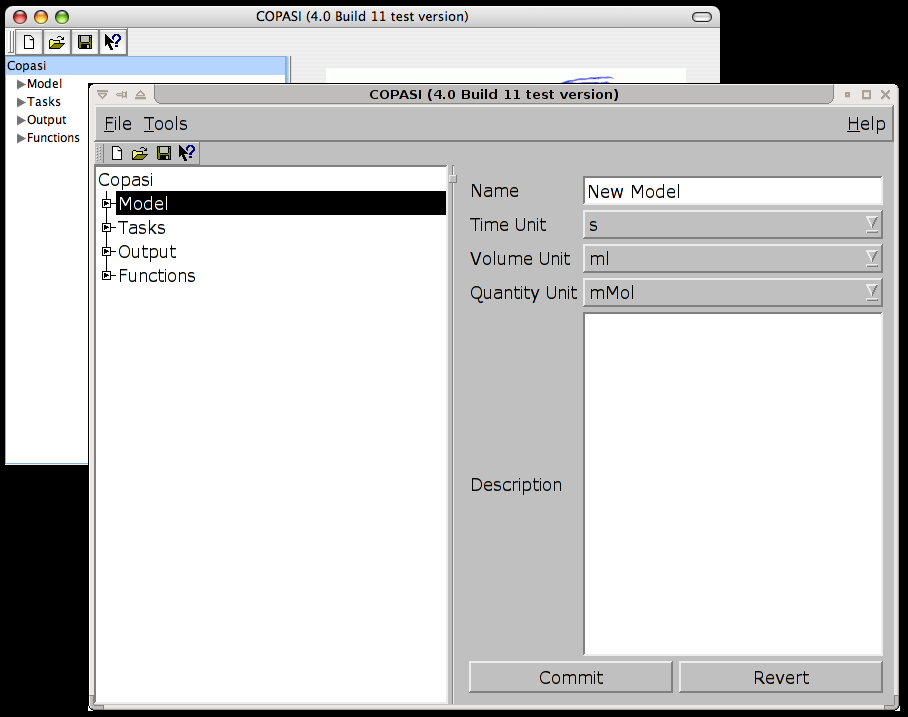 COPASI (4.0 Build 11 test version)
Copasi
Model
Tasks
Output
Functions
COPASI (4.0 Build 11 test version)
File Tools Help
Copasi
Model
Tasks
Output
Functions
Name New Model
Time Unit s
Volume Unit ml
Quantity Unit mMol
Description
Commit Revert